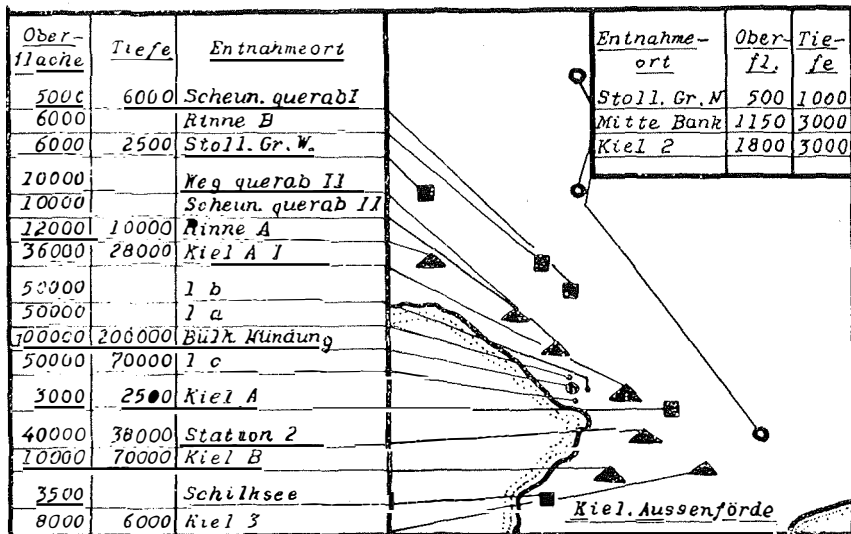 Ober- Tiefe Entnahmeort
fläche
5000 6000 Scheun. querab I
6000 Rinne B
6000 2500 Stoll. Gr. W.
10000 Weg querab II
10000 Scheun. querab II
12000 10000 Rinne A
36000 28000 Kiel A I
50000 1 b
50000 1 a
200000 Bülk Mündung
50000 70000 1 c
3000 2500 Kiel A
40000 38000 Station 2
10000 70000 Kiel B
3500 Schilksee
8000 6000 Kiel 3
Entnahme- Ober- Tie-
ort fl. fe
Stoll. Gr. N 500 1000
Mitte Bank 1150 3000
Kiel 2 1800 3000
Kiel. Aussenförde